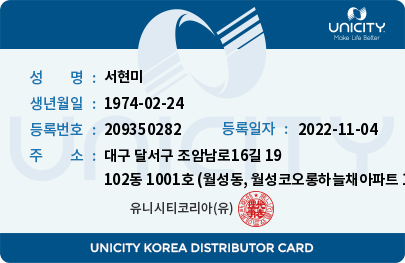 UNICITY
Make Life Better
성 명 : 서현미
생년월일 : 1974-02-24
등록번호 : 209350282 등록일자 : 2022-11-04
주 소 : 대구 달서구 조암남로16길 19
102동 1001호 (월성동, 월성코오롱하늘채아파트
유니시티코리아(유)
UNICITY
UNICITY KOREA DISTRIBUTOR CARD